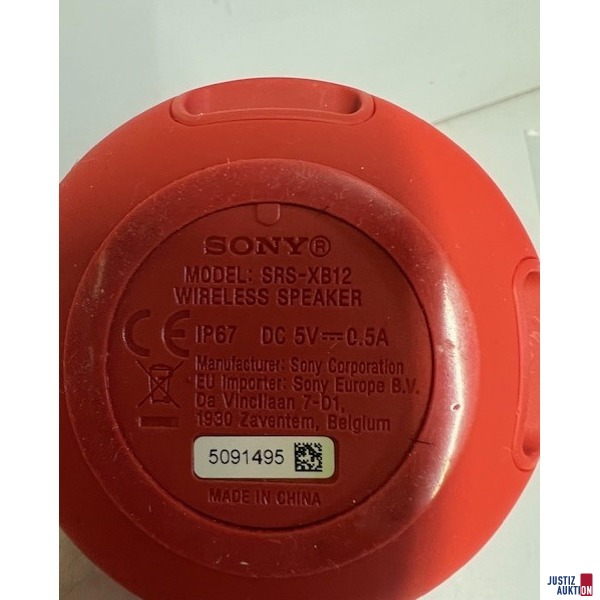 SONY®
MODEL: SRS-XB12
WIRELESS SPEAKER
CE IP67 DC 5V⎓0.5A
Manufacturer: Sony Corporation
EU Importer: Sony Europe B.V.
Da Vincilaan 7-D1,
1930 Zaventem, Belgium
5091495
MADE IN CHINA
JUSTIZ
AUKTION